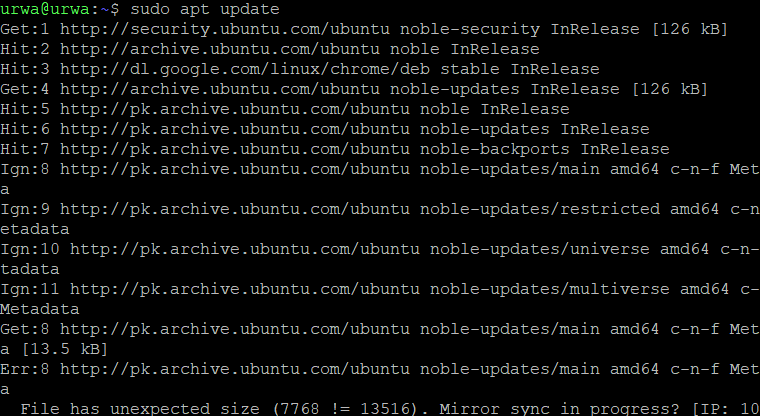 urwa@urwa:~$ sudo apt update
Get:1 http://security.ubuntu.com/ubuntu noble-security InRelease [126 kB]
Hit:2 http://archive.ubuntu.com/ubuntu noble InRelease
Hit:3 http://dl.google.com/linux/chrome/deb stable InRelease
Get:4 http://archive.ubuntu.com/ubuntu noble-updates InRelease [126 kB]
Hit:5 http://pk.archive.ubuntu.com/ubuntu noble InRelease
Hit:6 http://pk.archive.ubuntu.com/ubuntu noble-updates InRelease
Hit:7 http://pk.archive.ubuntu.com/ubuntu noble-backports InRelease
Ign:8 http://pk.archive.ubuntu.com/ubuntu noble-updates/main amd64 c-n-f Met
a
Ign:9 http://pk.archive.ubuntu.com/ubuntu noble-updates/restricted amd64 c-n
etadata
Ign:10 http://pk.archive.ubuntu.com/ubuntu noble-updates/universe amd64 c-n-
tadata
Ign:11 http://pk.archive.ubuntu.com/ubuntu noble-updates/multiverse amd64 c-
Metadata
Get:8 http://pk.archive.ubuntu.com/ubuntu noble-updates/main amd64 c-n-f Met
a [13.5 kB]
Err:8 http://pk.archive.ubuntu.com/ubuntu noble-updates/main amd64 c-n-f Met
a
File has unexpected size (7768 != 13516). Mirror sync in progress? [IP: 10